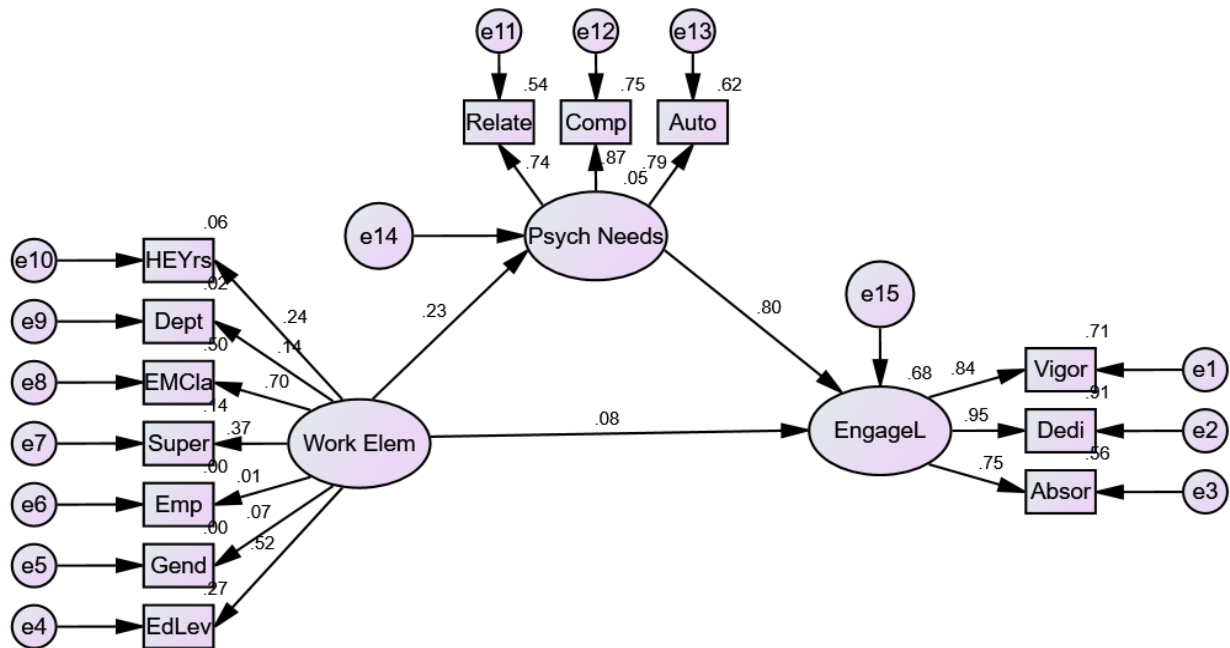 e11
e12
e13
.54
.75
.62
Relate
Comp
Auto
.74
.87
.79
.05
e14
Psych Needs
.06
e10
HEYrs
.02
e9
Dept
.50
e8
EMCla
.14
e7
Super
.00
e6
Emp
.00
e5
Gend
.27
e4
EdLev
.24
.14
.70
.37
.01
.07
.52
Work Elem
.23
.08
.80
e15
.68
EngageL
.84
.95
.75
.71
Vigor
e1
.91
Dedi
e2
.56
Absor
e3